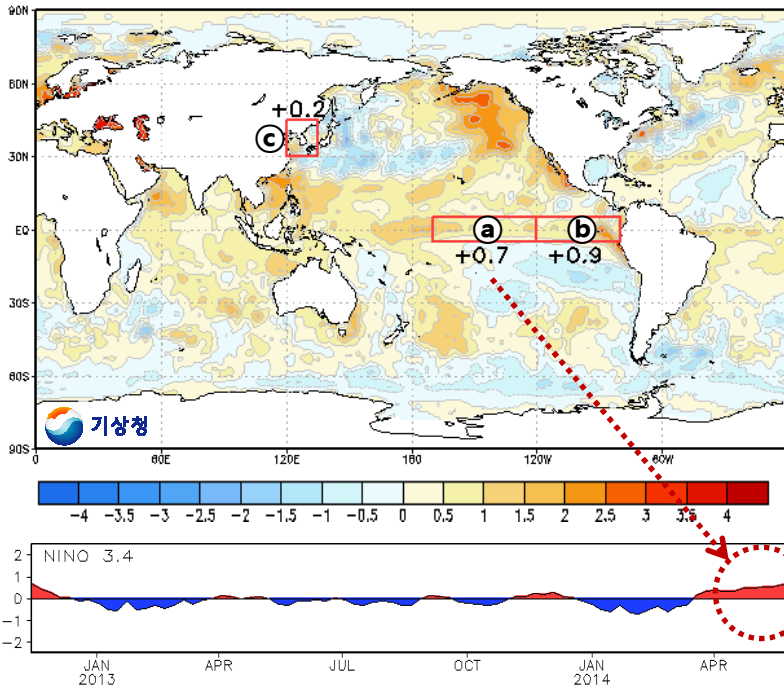 90N
60N
30N
EQ
30S
60S
90S
+0.2
ⓒ
ⓐ
ⓑ
+0.7
+0.9
기상청
0 60E 120E 180 120W 60W
-4 -3.5 -3 -2.5 -2 -1.5 -1 -0.5 0 0.5 1 1.5 2 2.5 3 3.5 4
NINO 3.4
2
1
0
-1
-2
JAN APR JUL OCT JAN APR
2013 2014